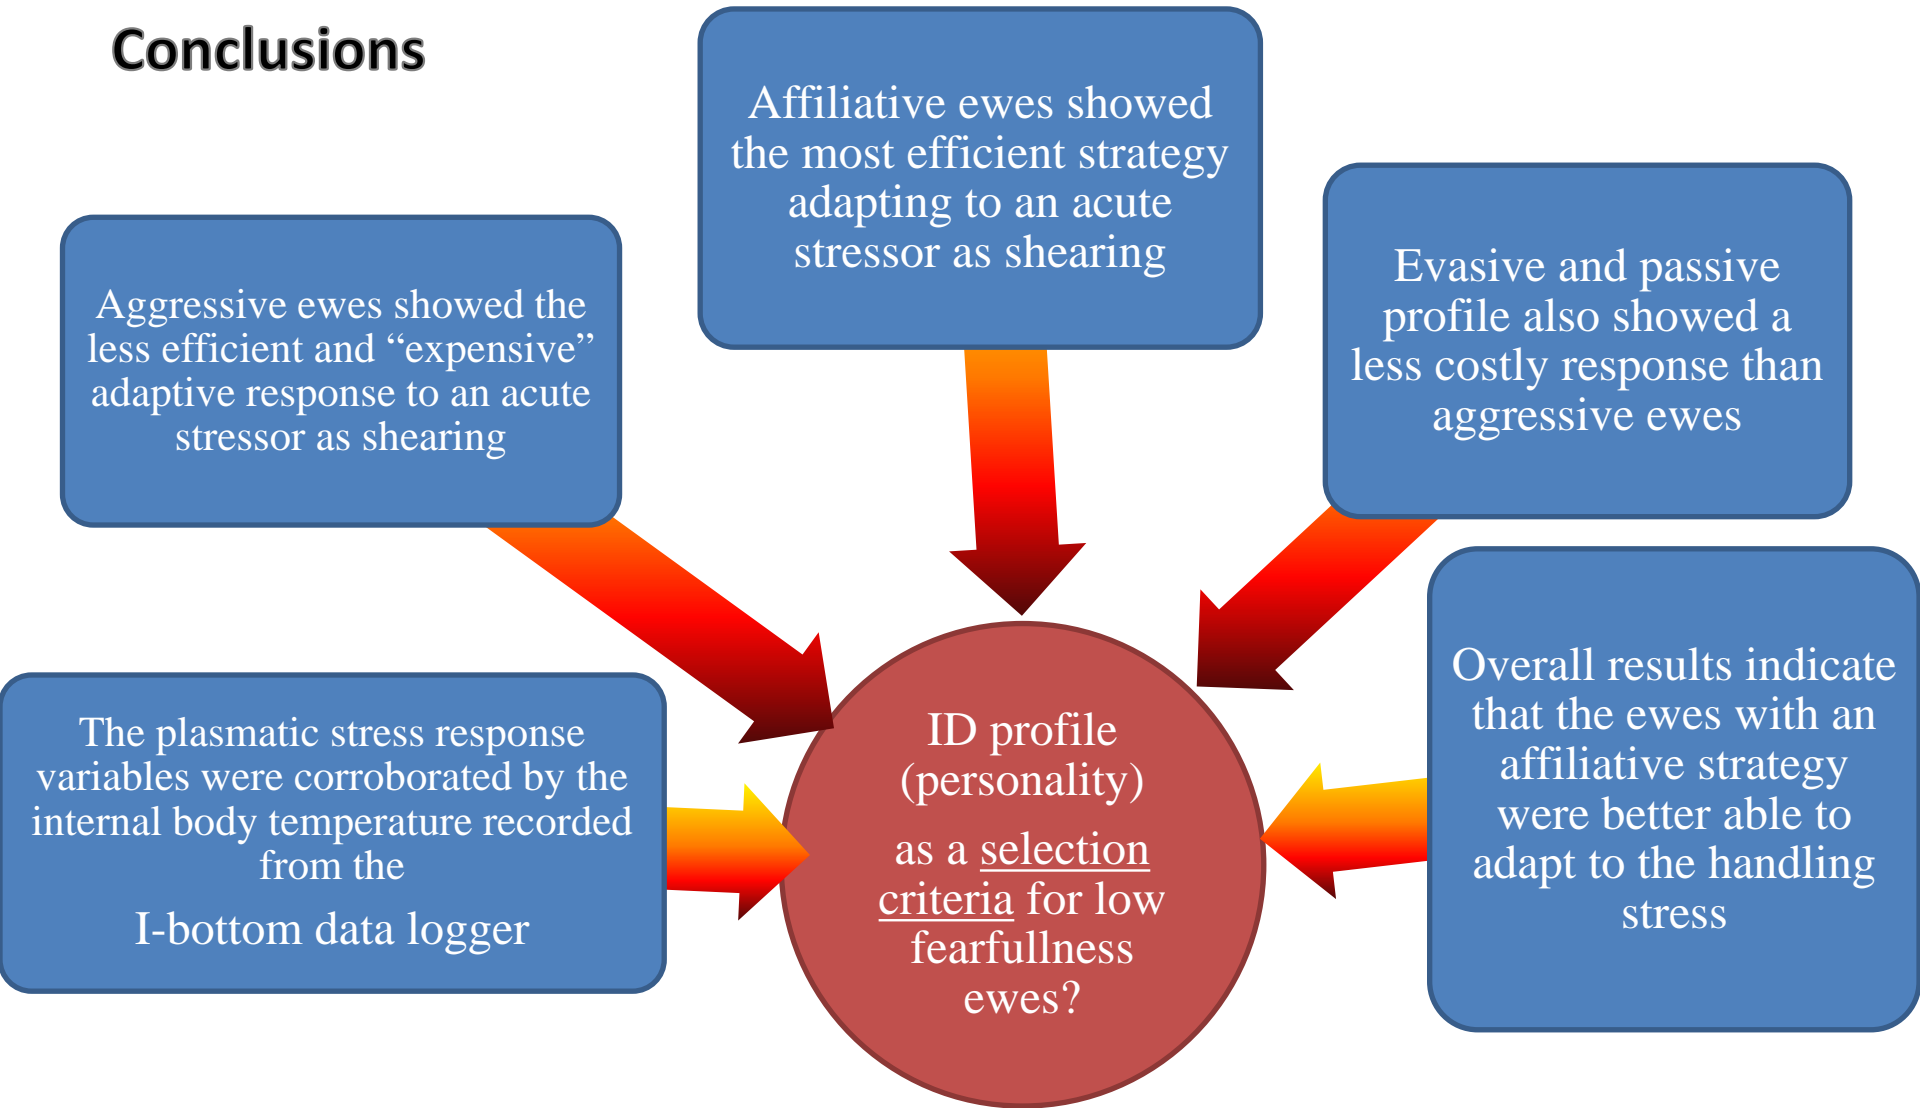 Conclusions
Affiliative ewes showed
the most efficient strategy
adapting to an acute
stressor as shearing
Aggressive ewes showed the
less efficient and “expensive”
adaptive response to an acute
stressor as shearing
Evasive and passive
profile also showed a
less costly response than
aggressive ewes
The plasmatic stress response
variables were corroborated by the
internal body temperature recorded
from the
I-bottom data logger
Overall results indicate
that the ewes with an
affiliative strategy
were better able to
adapt to the handling
stress
ID profile
(personality)
as a selection
criteria for low
fearfullness
ewes?